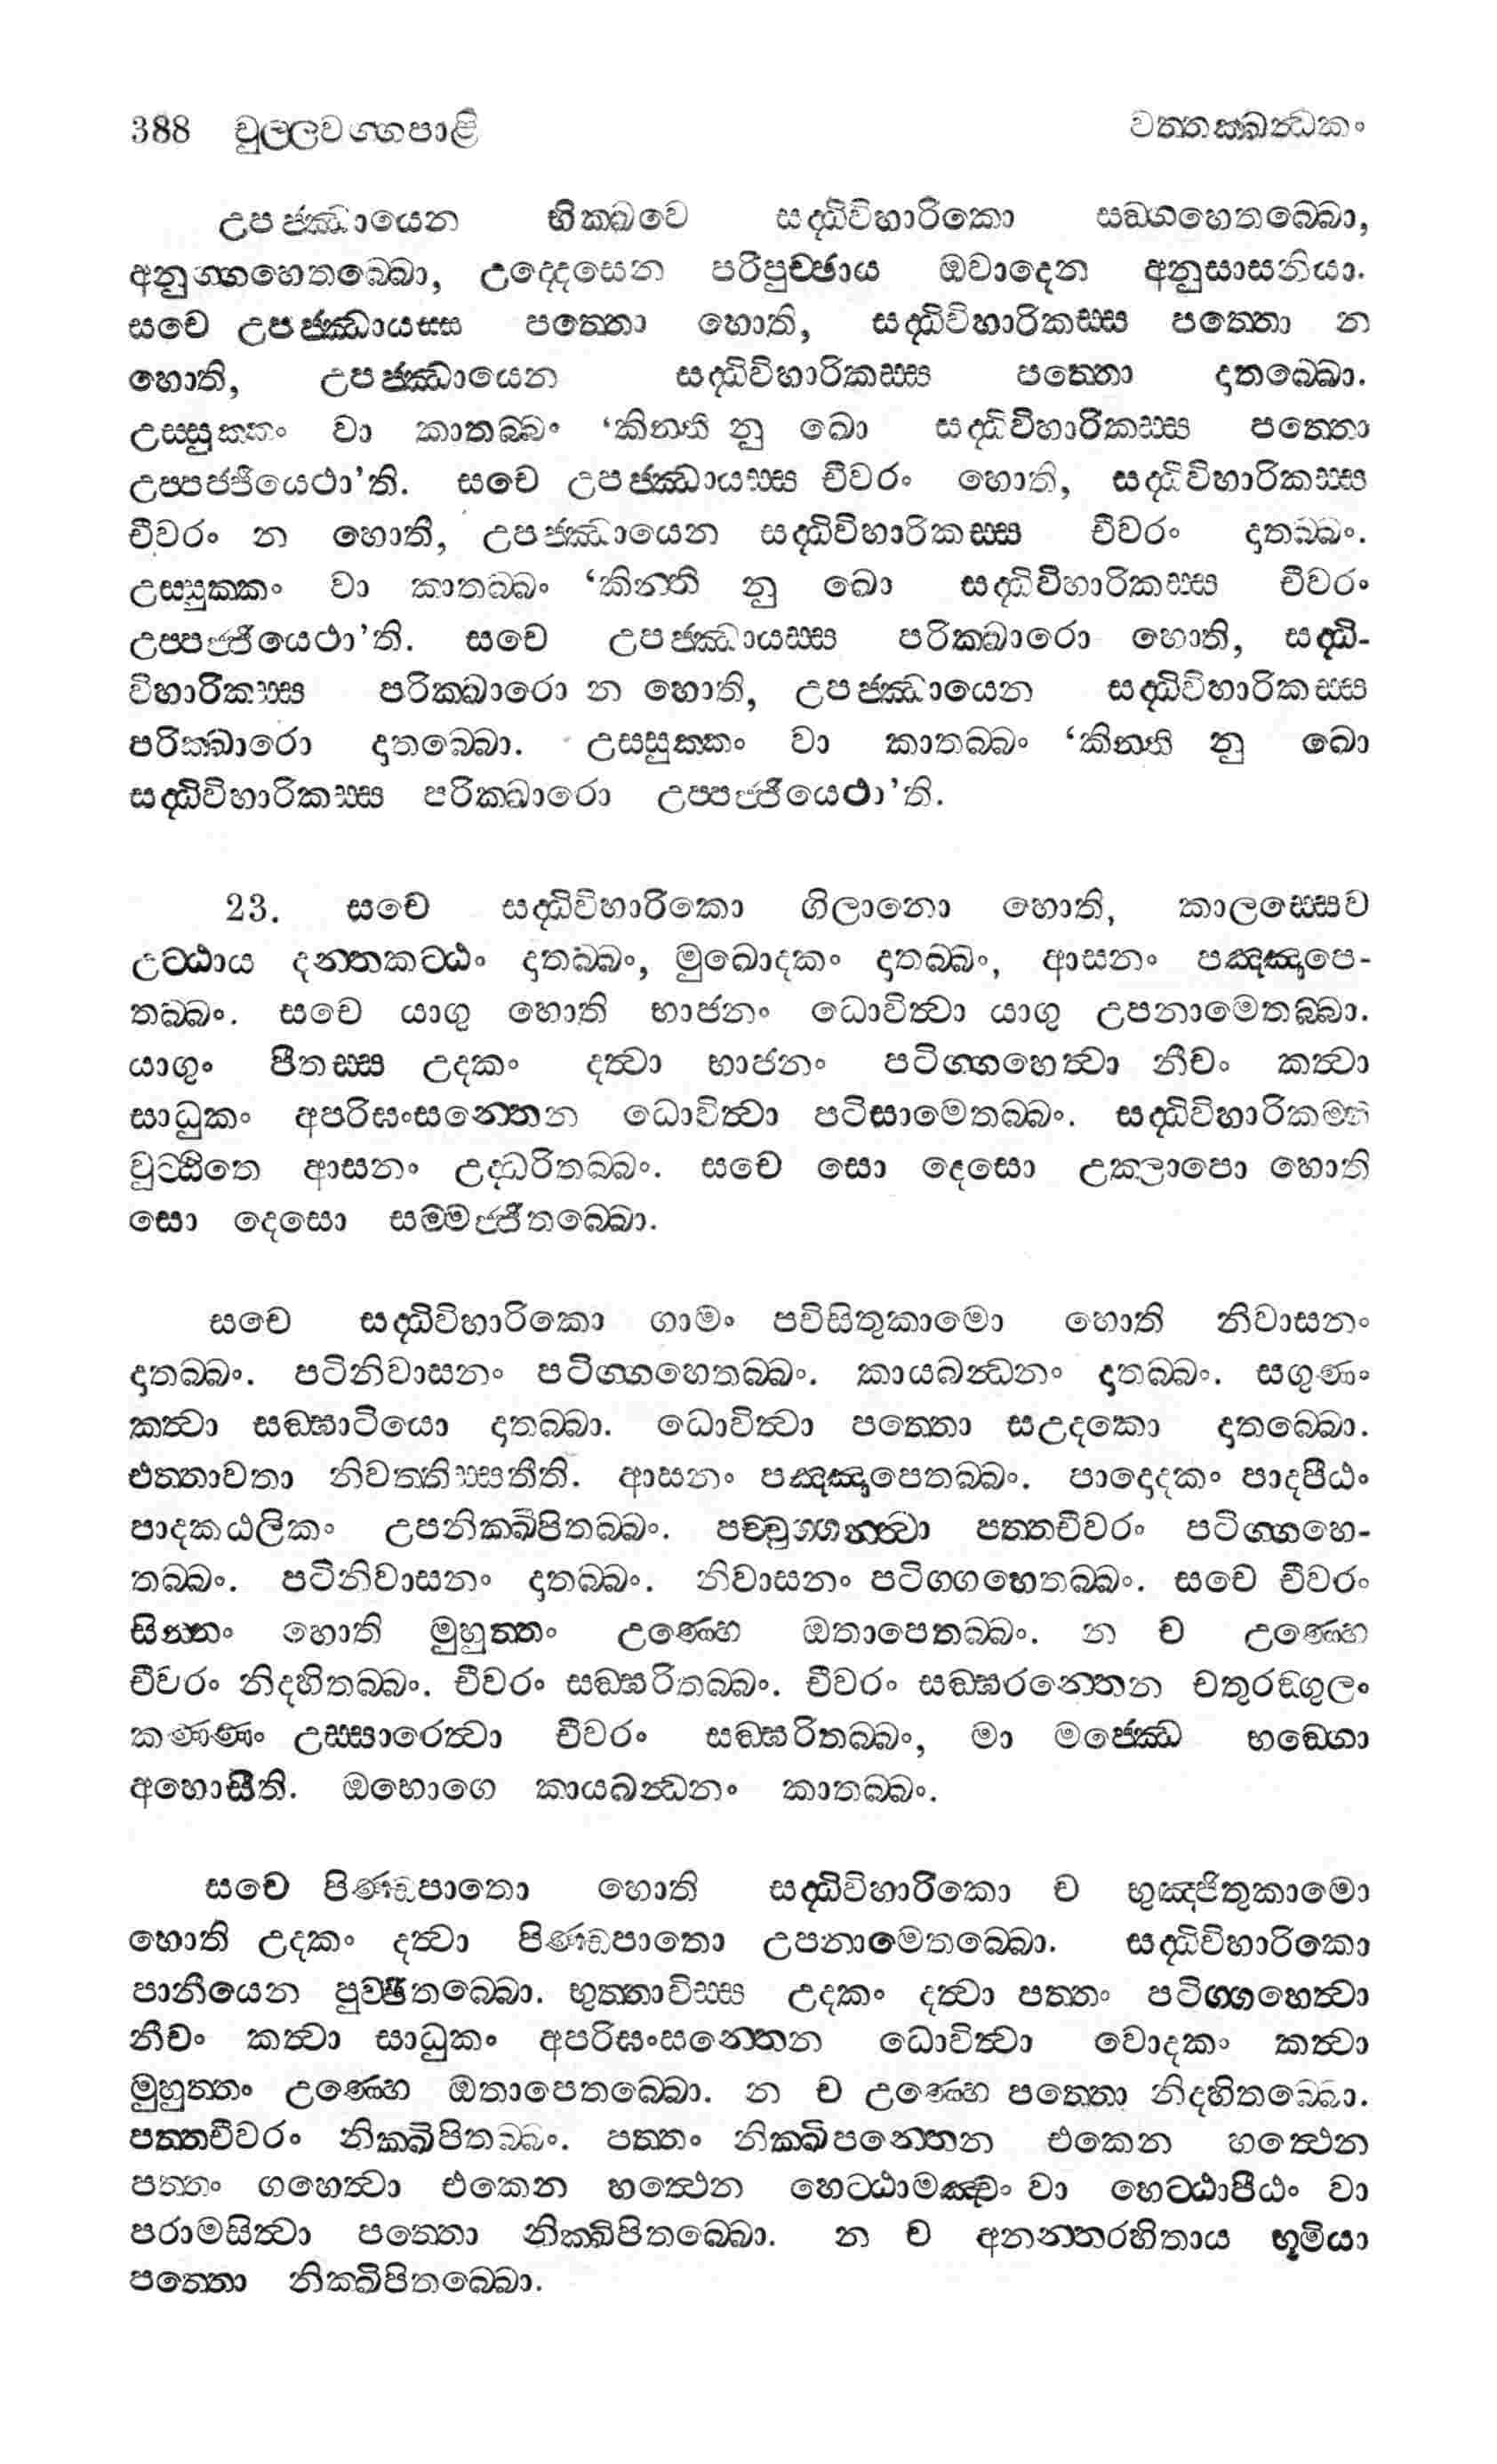 388 චුල්ලවග්ගපාළි වත්තක්ඛන්ධකං
උපජ්ඣායෙන භික්ඛවෙ සද්ධිවිහාරිකො සඞ්ගහෙතබ්බො,
අනුග්ගහෙතබ්බො, උද්දෙසෙන පරිපුච්ඡාය ඔවාදෙන අනුසාසනියා.
සචෙ උපජ්ඣායස්ස පත්තො හොති, සද්ධිවිහාරිකස්ස පත්තො න
හොති, උපජ්ඣායෙන සද්ධිවිහාරිකස්ස පත්තො දාතබ්බො.
උස්සුක්කං වා කාතබ්බං ‘කින්ති නු ඛො සද්ධිවිහාරිකස්ස පත්තො
උප්පජ්ජියෙථා’ති. සචෙ උපජ්ඣායස්ස චීවරං හොති, සද්ධිවිහාරිකස්ස
චීවරං න හොති, උපජ්ඣායෙන සද්ධිවිහාරිකස්ස චීවරං දාතබ්බං.
උස්සුක්කං වා කාතබ්බං ‘කින්ති නු ඛො සද්ධිවිහාරිකස්ස චීවරං
උප්පජ්ජියෙථා’ති. සචෙ උපජ්ඣායස්ස පරික්ඛාරො හොති, සද්ධි-
විහාරිකස්ස පරික්ඛාරො න හොති, උපජ්ඣායෙන සද්ධිවිහාරිකස්ස
පරික්ඛාරො දාතබ්බො. උස්සුක්කං වා කාතබ්බං ‘කින්ති නු ඛො
සද්ධිවිහාරිකස්ස පරික්ඛාරො උප්පජ්ජියෙථා’ති.
23. සචෙ සද්ධිවිහාරිකො ගිලානො හොති, කාලස්සෙව
උට්ඨාය දන්තකට්ඨං දාතබ්බං, මුඛොදකං දාතබ්බං, ආසනං පඤ්ඤාපෙ-
තබ්බං. සචෙ යාගු හොති භාජනං ධොවිත්වා යාගු උපනාමෙතබ්බා.
යාගුං පීතස්ස උදකං දත්වා භාජනං පටිග්ගහෙත්වා නීචං කත්වා
සාධුකං අපරිඝංසන්තෙන ධොවිත්වා පටිසාමෙතබ්බං. සද්ධිවිහාරිකම්හි
වුට්ඨිතෙ ආසනං උද්ධරිතබ්බං. සචෙ සො දෙසො උක්ලාපො හොති
සො දෙසො සම්මජ්ජිතබ්බො.
සචෙ සද්ධිවිහාරිකො ගාමං පවිසිතුකාමො හොති නිවාසනං
දාතබ්බං. පටිනිවාසනං පටිග්ගහෙතබ්බං. කායබන්ධනං දාතබ්බං. සගුණං
කත්වා සඞ්ඝාටියො දාතබ්බා. ධොවිත්වා පත්තො සඋදකො දාතබ්බො.
එත්තාවතා නිවත්තිස්සතීති. ආසනං පඤ්ඤාපෙතබ්බං. පාදොදකං පාදපීඨං
පාදකඨලිකං උපනික්ඛිපිතබ්බං. පච්චුග්ගන්ත්වා පත්තචීවරං පටිග්ගහෙ-
තබ්බං. පටිනිවාසනං දාතබ්බං. නිවාසනං පටිග්ගහෙතබ්බං. සචෙ චීවරං
සින්නං හොති මුහුත්තං උණ්හෙ ඔතාපෙතබ්බං. න ච උණ්හෙ
චීවරං නිදහිතබ්බං. චීවරං සඞ්ඝරිතබ්බං. චීවරං සඞ්ඝරන්තෙන චතුරඞ්ගුලං
කණ්ණං උස්සාරෙත්වා චීවරං සඞ්ඝරිතබ්බං, මා මජ්ඣෙ භඞ්ගො
අහොසීති. ඔභොගෙ කායබන්ධනං කාතබ්බං.
සචෙ පිණ්ඩපාතො හොති සද්ධිවිහාරිකො ච භුඤ්ජිතුකාමො
හොති උදකං දත්වා පිණ්ඩපාතො උපනාමෙතබ්බො. සද්ධිවිහාරිකො
පානීයෙන පුච්ඡිතබ්බො. භුත්තාවිස්ස උදකං දත්වා පත්තං පටිග්ගහෙත්වා
නීචං කත්වා සාධුකං අපරිඝංසන්තෙන ධොවිත්වා වොදකං කත්වා
මුහුත්තං උණ්හෙ ඔතාපෙතබ්බො. න ච උණ්හෙ පත්තො නිදහිතබ්බො.
පත්තචීවරං නික්ඛිපිතබ්බං. පත්තං නික්ඛිපන්තෙන එකෙන හත්ථෙන
පත්තං ගහෙත්වා එකෙන හත්ථෙන හෙට්ඨාමඤ්චං වා හෙට්ඨාපීඨං වා
පරාමසිත්වා පත්තො නික්ඛිපිතබ්බො. න ච අනන්තරහිතාය භූමියා
පත්තො නික්ඛිපිතබ්බො.